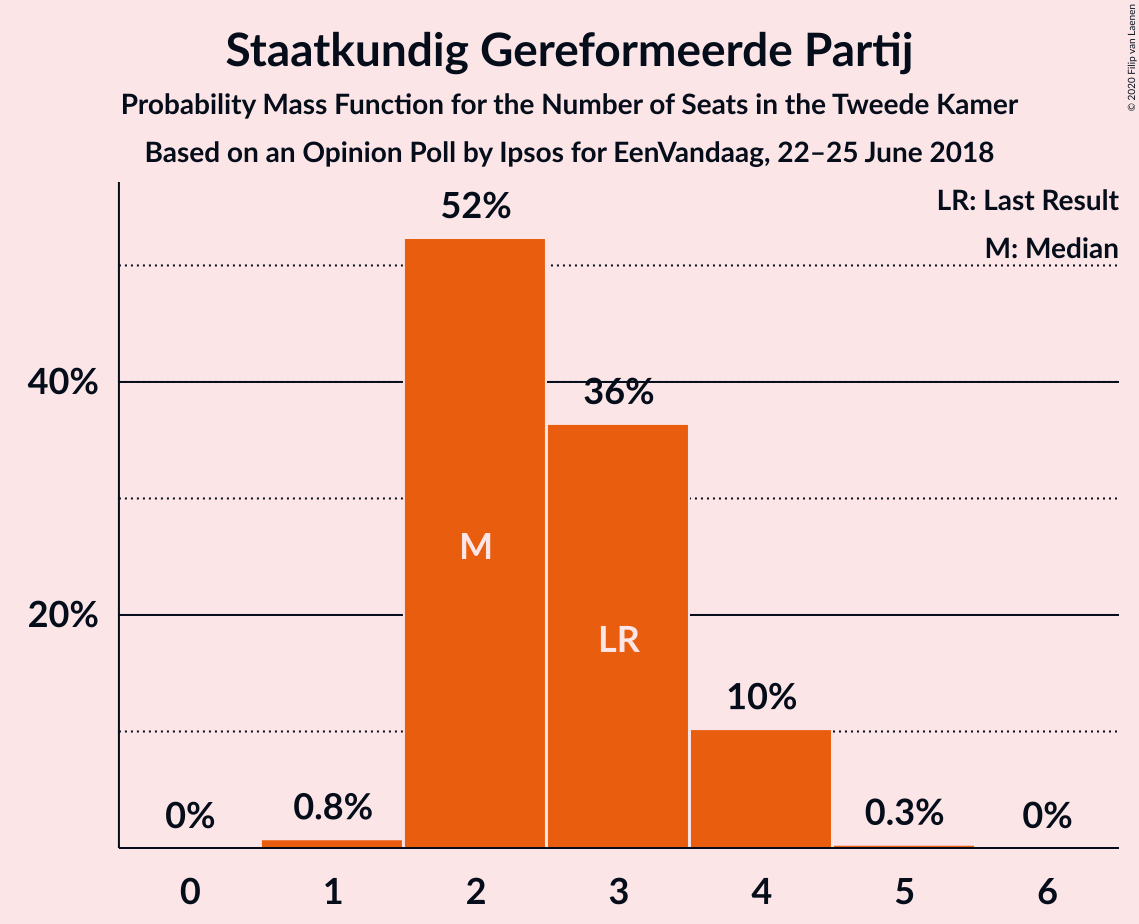 Staatkundig Gereformeerde Partij
Probability Mass Function for the Number of Seats in the Tweede Kamer
Based on an Opinion Poll by Ipsos for EenVandaag, 22–25 June 2018
© 2020 Filip van Laenen
LR: Last Result
M: Median
52%
40%
36%
M
20%
LR
10%
0%
0.8%
0.3%
0%
0 1 2 3 4 5 6